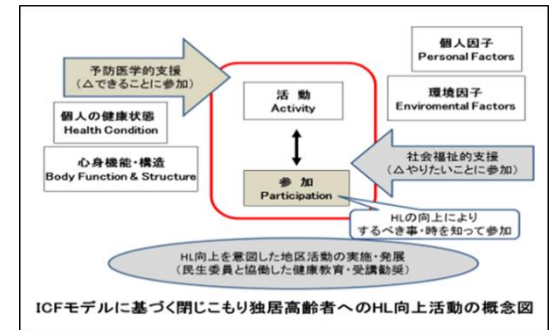 予防医学的支援
（△できることに参加）
個人の健康状態
Health Condition
心身機能・構造
Body Function & Structure
活 動
Activity
参 加
Participation
個人因子
Personal Factors
環境因子
Enviromental Factors
社会福祉的支援
（△やりたいことに参加）
HLの向上により
するべき事・時を知って参加
HL向上を意図した地区活動の実施・発展
（民生委員と協働した健康教育・受講勧奨）
ICFモデルに基づく閉じこもり独居高齢者へのHL向上活動の概念図